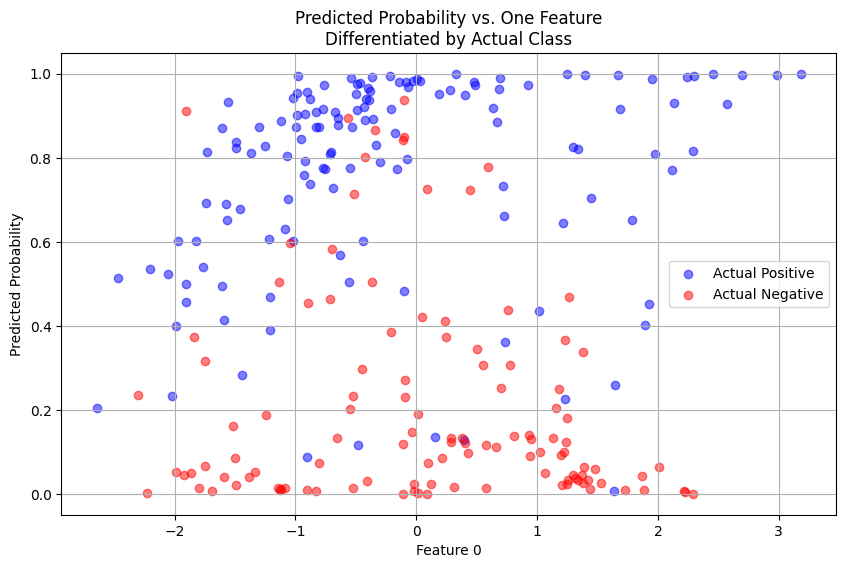 Predicted Probability vs. One Feature
Differentiated by Actual Class
Predicted Probability
1.0
0.8
0.6
0.4
0.2
0.0
Actual Positive
Actual Negative
−2
−1
0
1
2
3
Feature 0